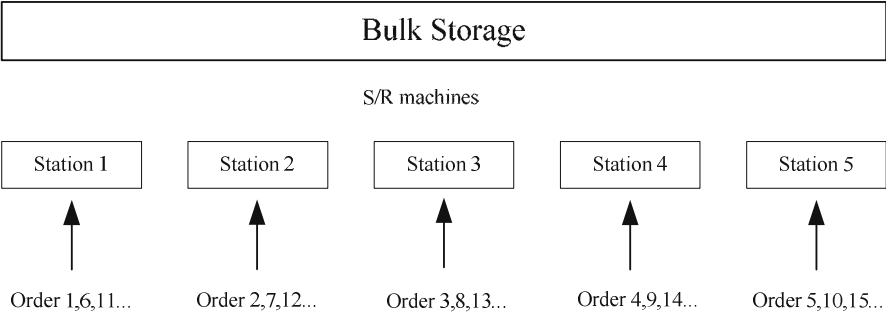 Bulk Storage
S/R machines
Station 1
Station 2
Station 3
Station 4
Station 5
Order 1,6,11...
Order 2,7,12...
Order 3,8,13...
Order 4,9,14...
Order 5,10,15...